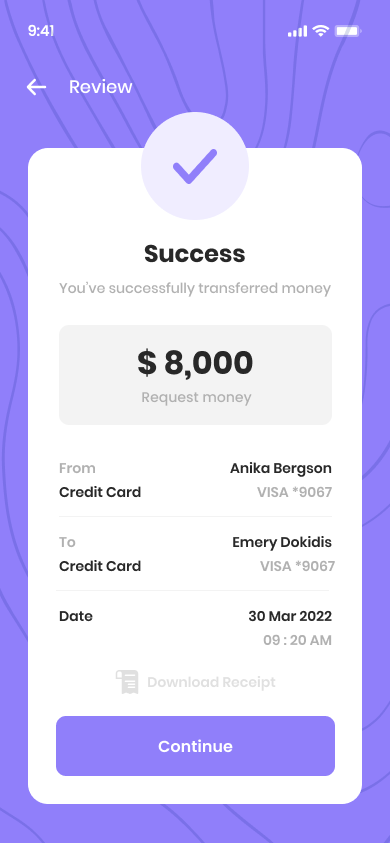 9:41
Review
Success
You've successfully transferred money
$ 8,000
Request money
From Anika Bergson
Credit Card VISA *9067
To Emery Dokidis
Credit Card VISA *9067
Date 30 Mar 2022
09 : 20 AM
Download Receipt
Continue